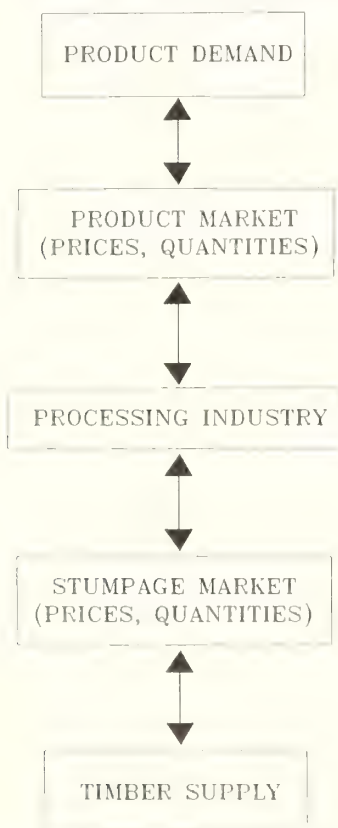 PRODUCT DEMAND
PRODUCT MARKET
(PRICES, QUANTITIES)
PROCESSING INDUSTRY
STUMPAGE MARKET
(PRICES, QUANTITIES)
TIMBER SUPPLY